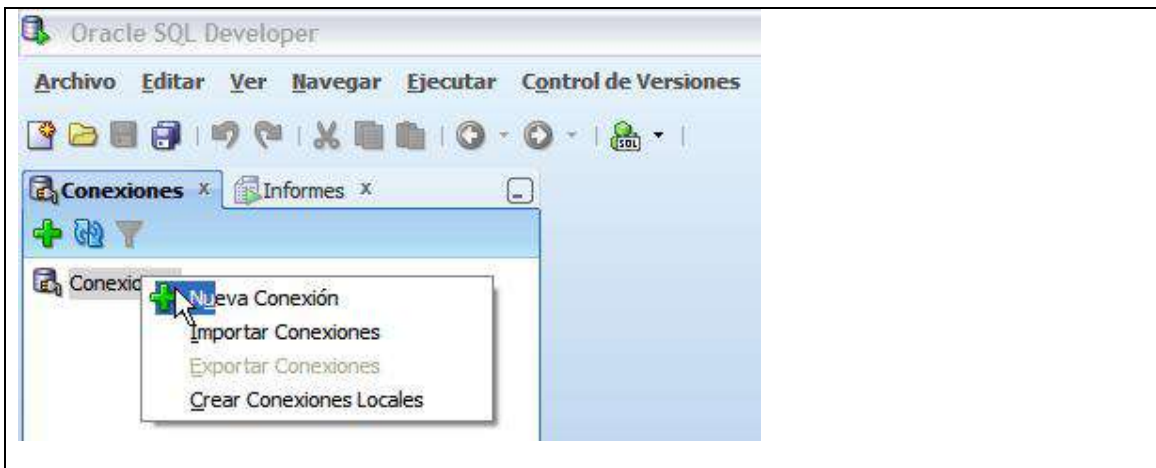 Oracle SQL Developer
Archivo Editar Ver Navegar Ejecutar Control de Versiones
SQL
Conexiones x Informes x
Nueva Conexión
Importar Conexiones
Exportar Conexiones
Crear Conexiones Locales